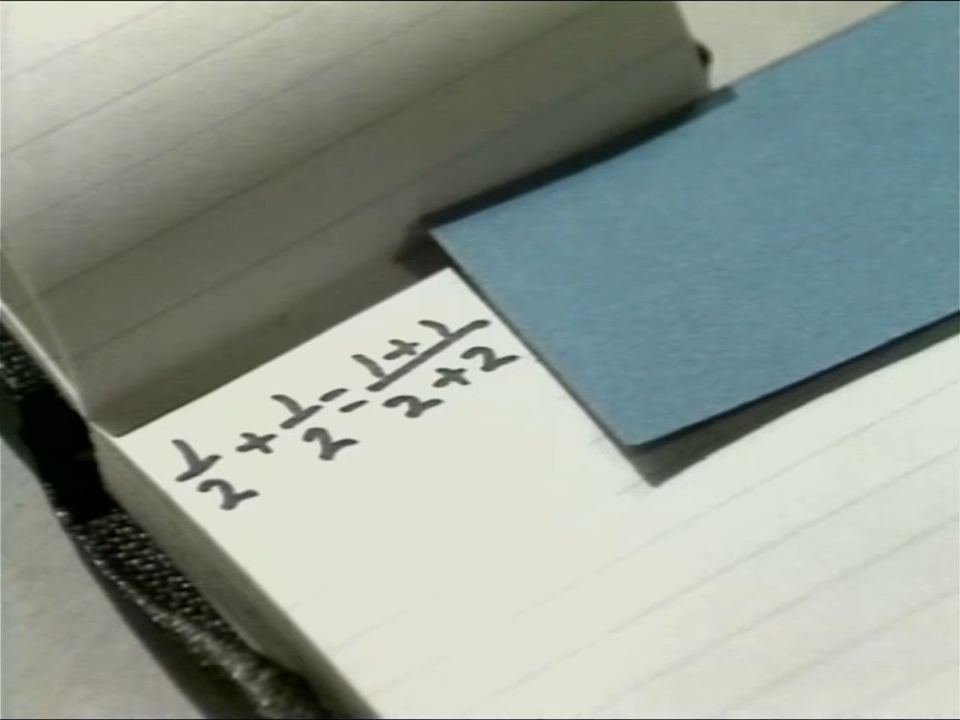 1/2 + 1/2 = 1+1/2+2